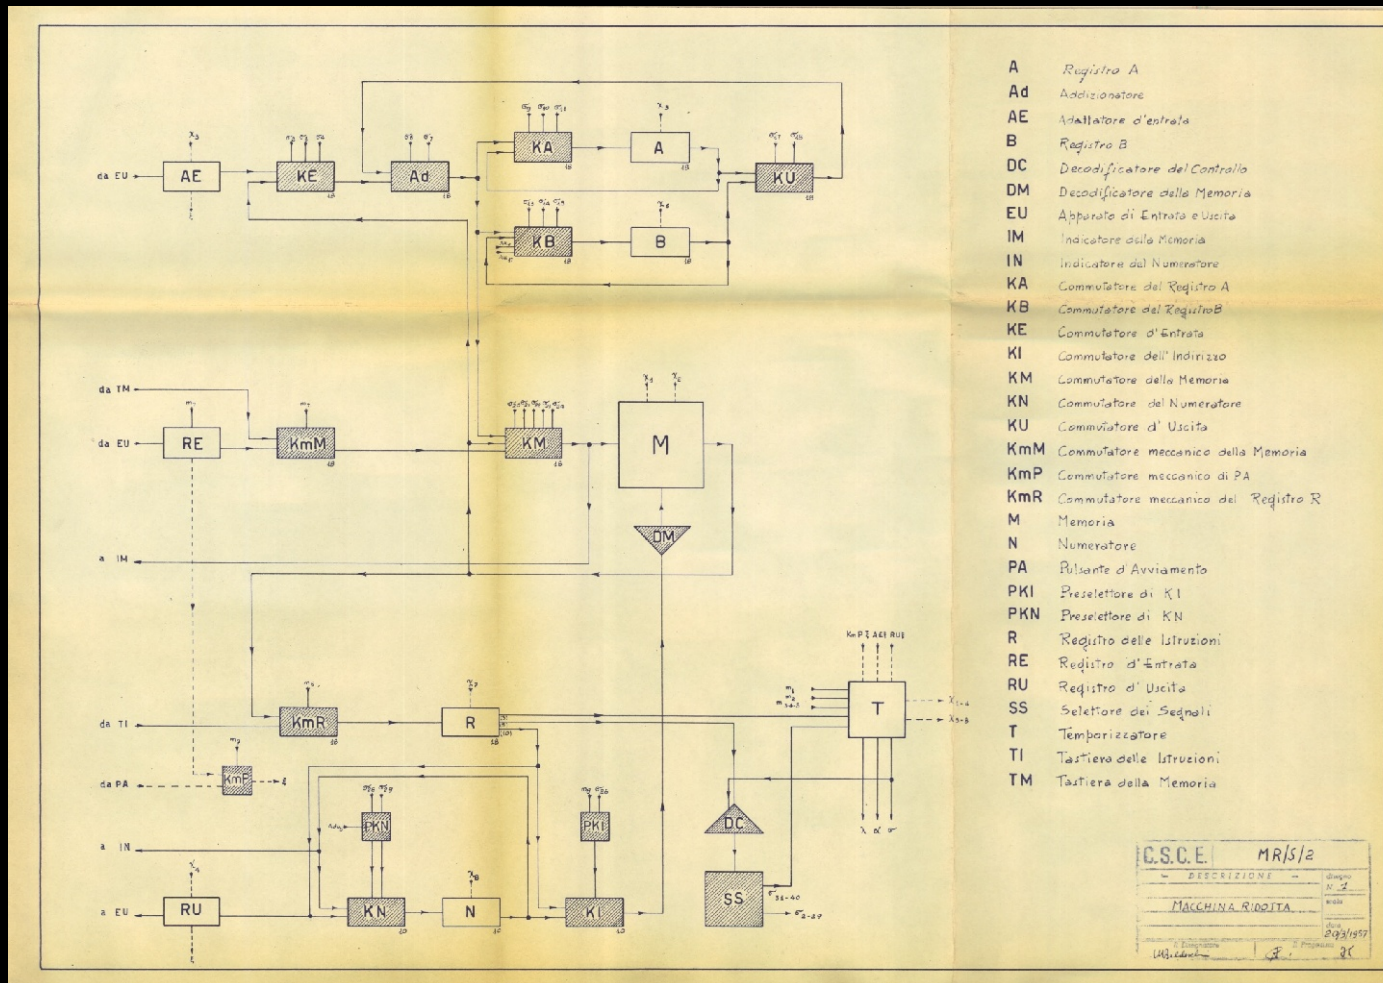 A Registro A
Ad Addizionatore
AE Adattatore d'entrata
B Registro B
DC Decodificatore del Controllo
DM Decodificatore della Memoria
EU Apparato di Entrata e Uscita
IM Indicatore della Memoria
IN Indicatore del Numeratore
KA Commutatore del Registro A
KB Commutatore del Registro B
KE Commutatore d'Entrata
KI Commutatore dell'Indirizzo
KM Commutatore della Memoria
KN Commutatore del Numeratore
KU Commutatore d'Uscita
KmM Commutatore meccanico della Memoria
KmP Commutatore meccanico di PA
KmR Commutatore meccanico del Registro R
M Memoria
N Numeratore
PA Pulsante d'Avviamento
PKI Preselettore di KI
PKN Preselettore di KN
R Registro delle Istruzioni
RE Registro d'Entrata
RU Registro d'Uscita
SS Selettore dei Segnali
T Temporizzatore
TI Tastiera delle Istruzioni
TM Tastiera della Memoria
da EU
AE
KE
Ad
KA
A
KU
KB
B
da TM
da EU
RE
KmM
KM
M
DM
a IM
da TI
KmR
R
T
da PA
KmP
PKN
PKI
DC
a IN
a EU
RU
KN
N
KI
SS
λ α σ
C.S.C.E. MR/S/2
DESCRIZIONE
disegno
N. 1
MACCHINA RIDOTTA
scala
data
20/3/1957